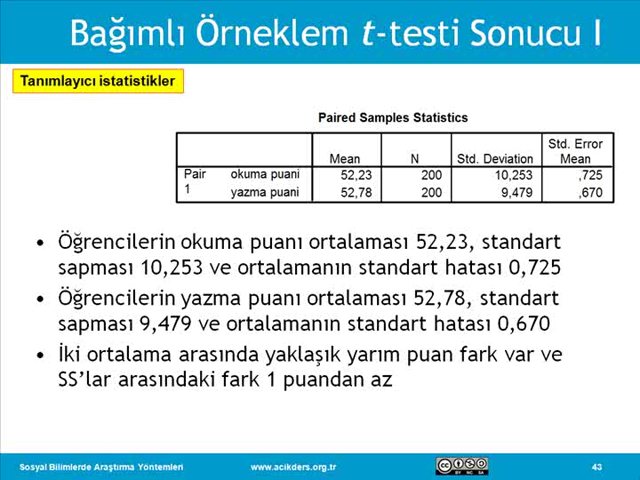 Bağımlı Örneklem t-testi Sonucu I
Tanımlayıcı istatistikler
Paired Samples Statistics
Mean N Std. Deviation Std. Error Mean
Pair 1 okuma puani 52,23 200 10,253 ,725
yazma puani 52,78 200 9,479 ,670
• Öğrencilerin okuma puanı ortalaması 52,23, standart
sapması 10,253 ve ortalamanın standart hatası 0,725
• Öğrencilerin yazma puanı ortalaması 52,78, standart
sapması 9,479 ve ortalamanın standart hatası 0,670
• İki ortalama arasında yaklaşık yarım puan fark var ve
SS’lar arasındaki fark 1 puandan az
Sosyal Bilimlerde Araştırma Yöntemleri www.acikders.org.tr cc BY NC SA 43